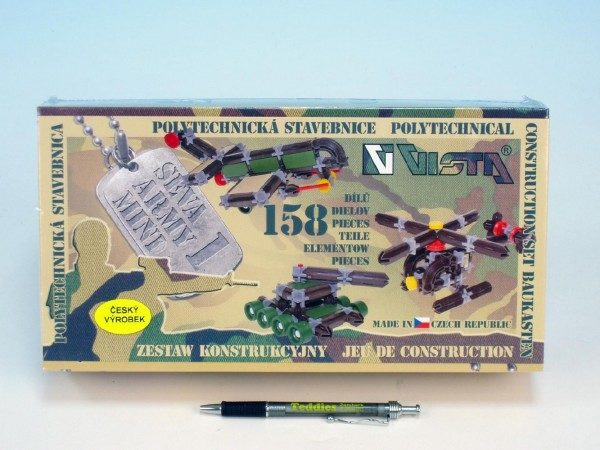 POLYTECHNICKÁ STAVEBNICE POLYTECHNICAL
CONSTRUCTION SET BAUKASTEN
POLYTECHNICKÁ STAVEBNICA
VISTA®
SEVA
ARMY
MINI
1
158
DÍLŮ
DIELOV
PIECES
TEILE
ELEMENTOW
PIECES
ČESKÝ
VÝROBEK
MADE IN CZECH REPUBLIC
ZESTAW KONSTRUKCYJNY JEU DE CONSTRUCTION
Teddies